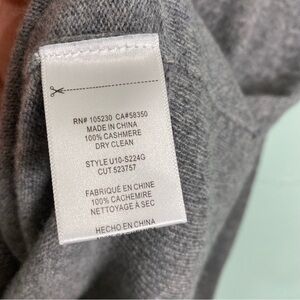 RN# 105230 CA#58350
MADE IN CHINA
100% CASHMERE
DRY CLEAN
STYLE U10-S224G
CUT 523757
FABRIQUÉ EN CHINE
100% CACHEMIRE
NETTOYAGE À SEC
HECHO EN CHINA